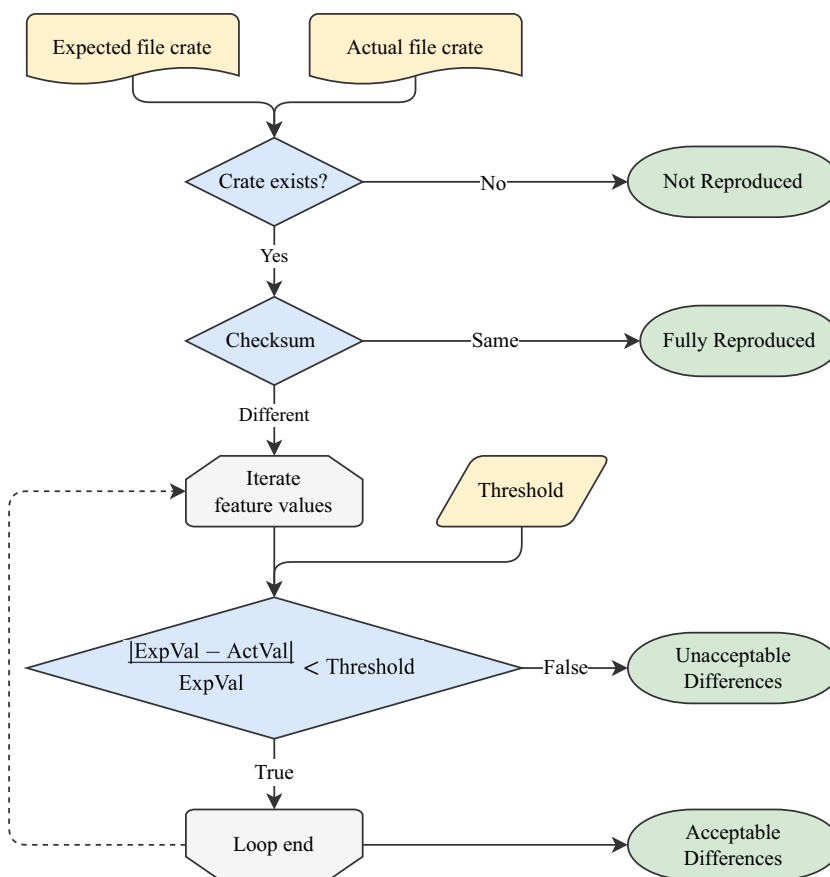 Expected file crate
Actual file crate
Crate exists?
No
Not Reproduced
Yes
Checksum
Same
Fully Reproduced
Different
Iterate
feature values
Threshold
|ExpVal − ActVal|
ExpVal
< Threshold
False
Unacceptable
Differences
True
Loop end
Acceptable
Differences